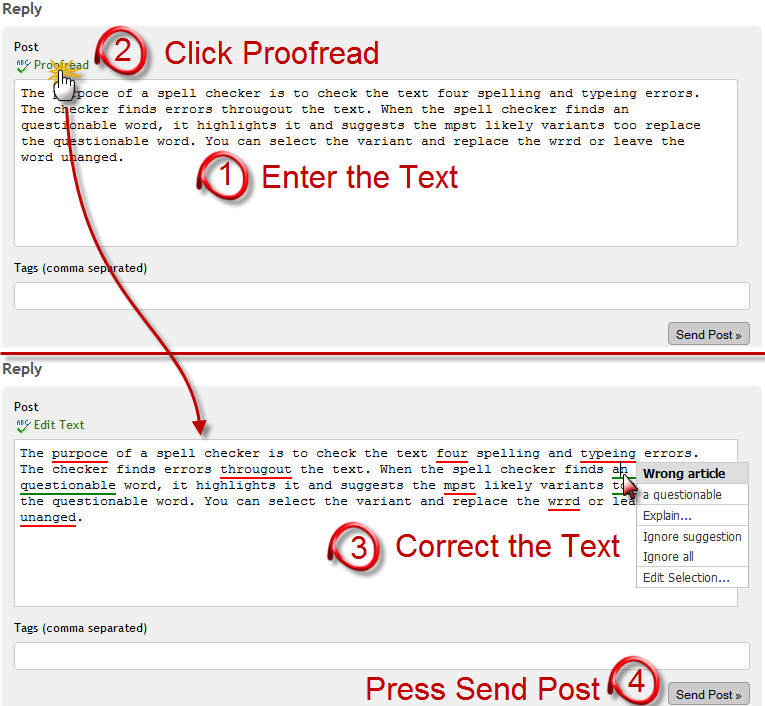 Reply
Post
2 Click Proofread
ABC Proofread
The purpoce of a spell checker is to check the text four spelling and typeing errors.
The checker finds errors througout the text. When the spell checker finds an
questionable word, it highlights it and suggests the mpst likely variants too replace
the questionable word. You can select the variant and replace the wrrd or leave the
word unanged.
1 Enter the Text
Tags (comma separated)
Send Post »
Reply
Post
ABC Edit Text
The purpoce of a spell checker is to check the text four spelling and typeing errors.
The checker finds errors througout the text. When the spell checker finds an
questionable word, it highlights it and suggests the mpst likely variants
the questionable word. You can select the variant and replace the wrrd or lea
unanged.
Wrong article
a questionable
Explain...
Ignore suggestion
Ignore all
Edit Selection...
3 Correct the Text
Tags (comma separated)
Press Send Post 4
Send Post »